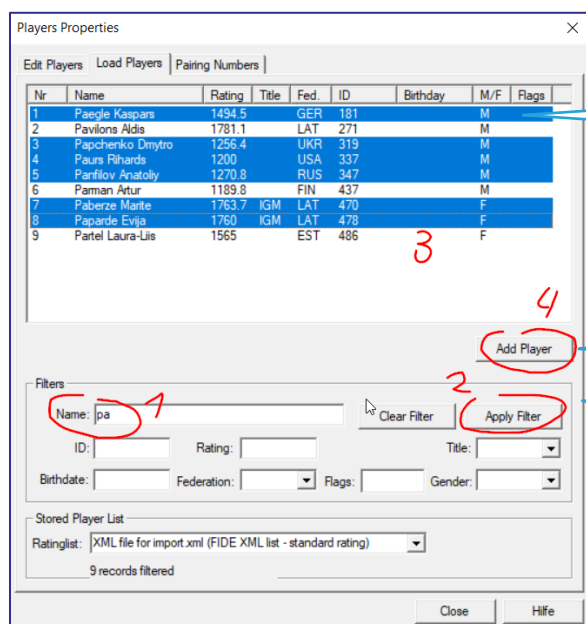 Players Properties
Edit Players Load Players Pairing Numbers
Nr Name Rating Title Fed. ID Birthday M/F Flags
1 Paegle Kaspars 1494.5 GER 181 M
2 Pavilons Aldis 1781.1 LAT 271 M
3 Papchenko Dmytro 1256.4 UKR 319 M
4 Paurs Rihards 1200 USA 337 M
5 Panfilov Anatoliy 1270.8 RUS 347 M
6 Parman Artur 1189.8 FIN 437 M
7 Paberze Marite 1763.7 IGM LAT 470 F
8 Paparde Evija 1760 IGM LAT 478 F
9 Partel Laura-Liis 1565 EST 486 F
3
4
Add Player
Filters
2
Name: pa 1 Clear Filter Apply Filter
ID: Rating: Title:
Birthdate: Federation: Flags: Gender:
Stored Player List
Ratinglist: XML file for import.xml (FIDE XML list - standard rating)
9 records filtered
Close Hilfe